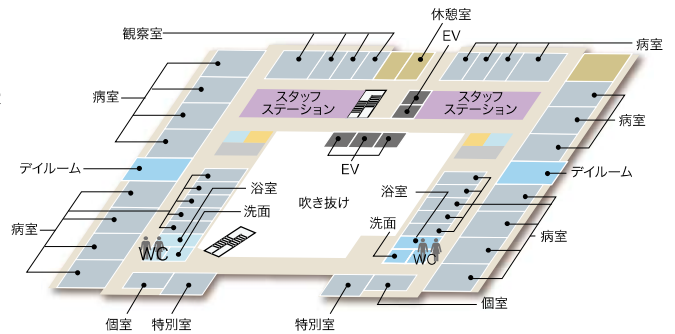 休憩室
観察室
EV
病室
病室
スタッフ
ステーション
スタッフ
ステーション
病室
デイルーム
EV
デイルーム
浴室
吹き抜け
浴室
洗面
洗面
病室
病室
WC
WC
個室
個室
特別室
特別室